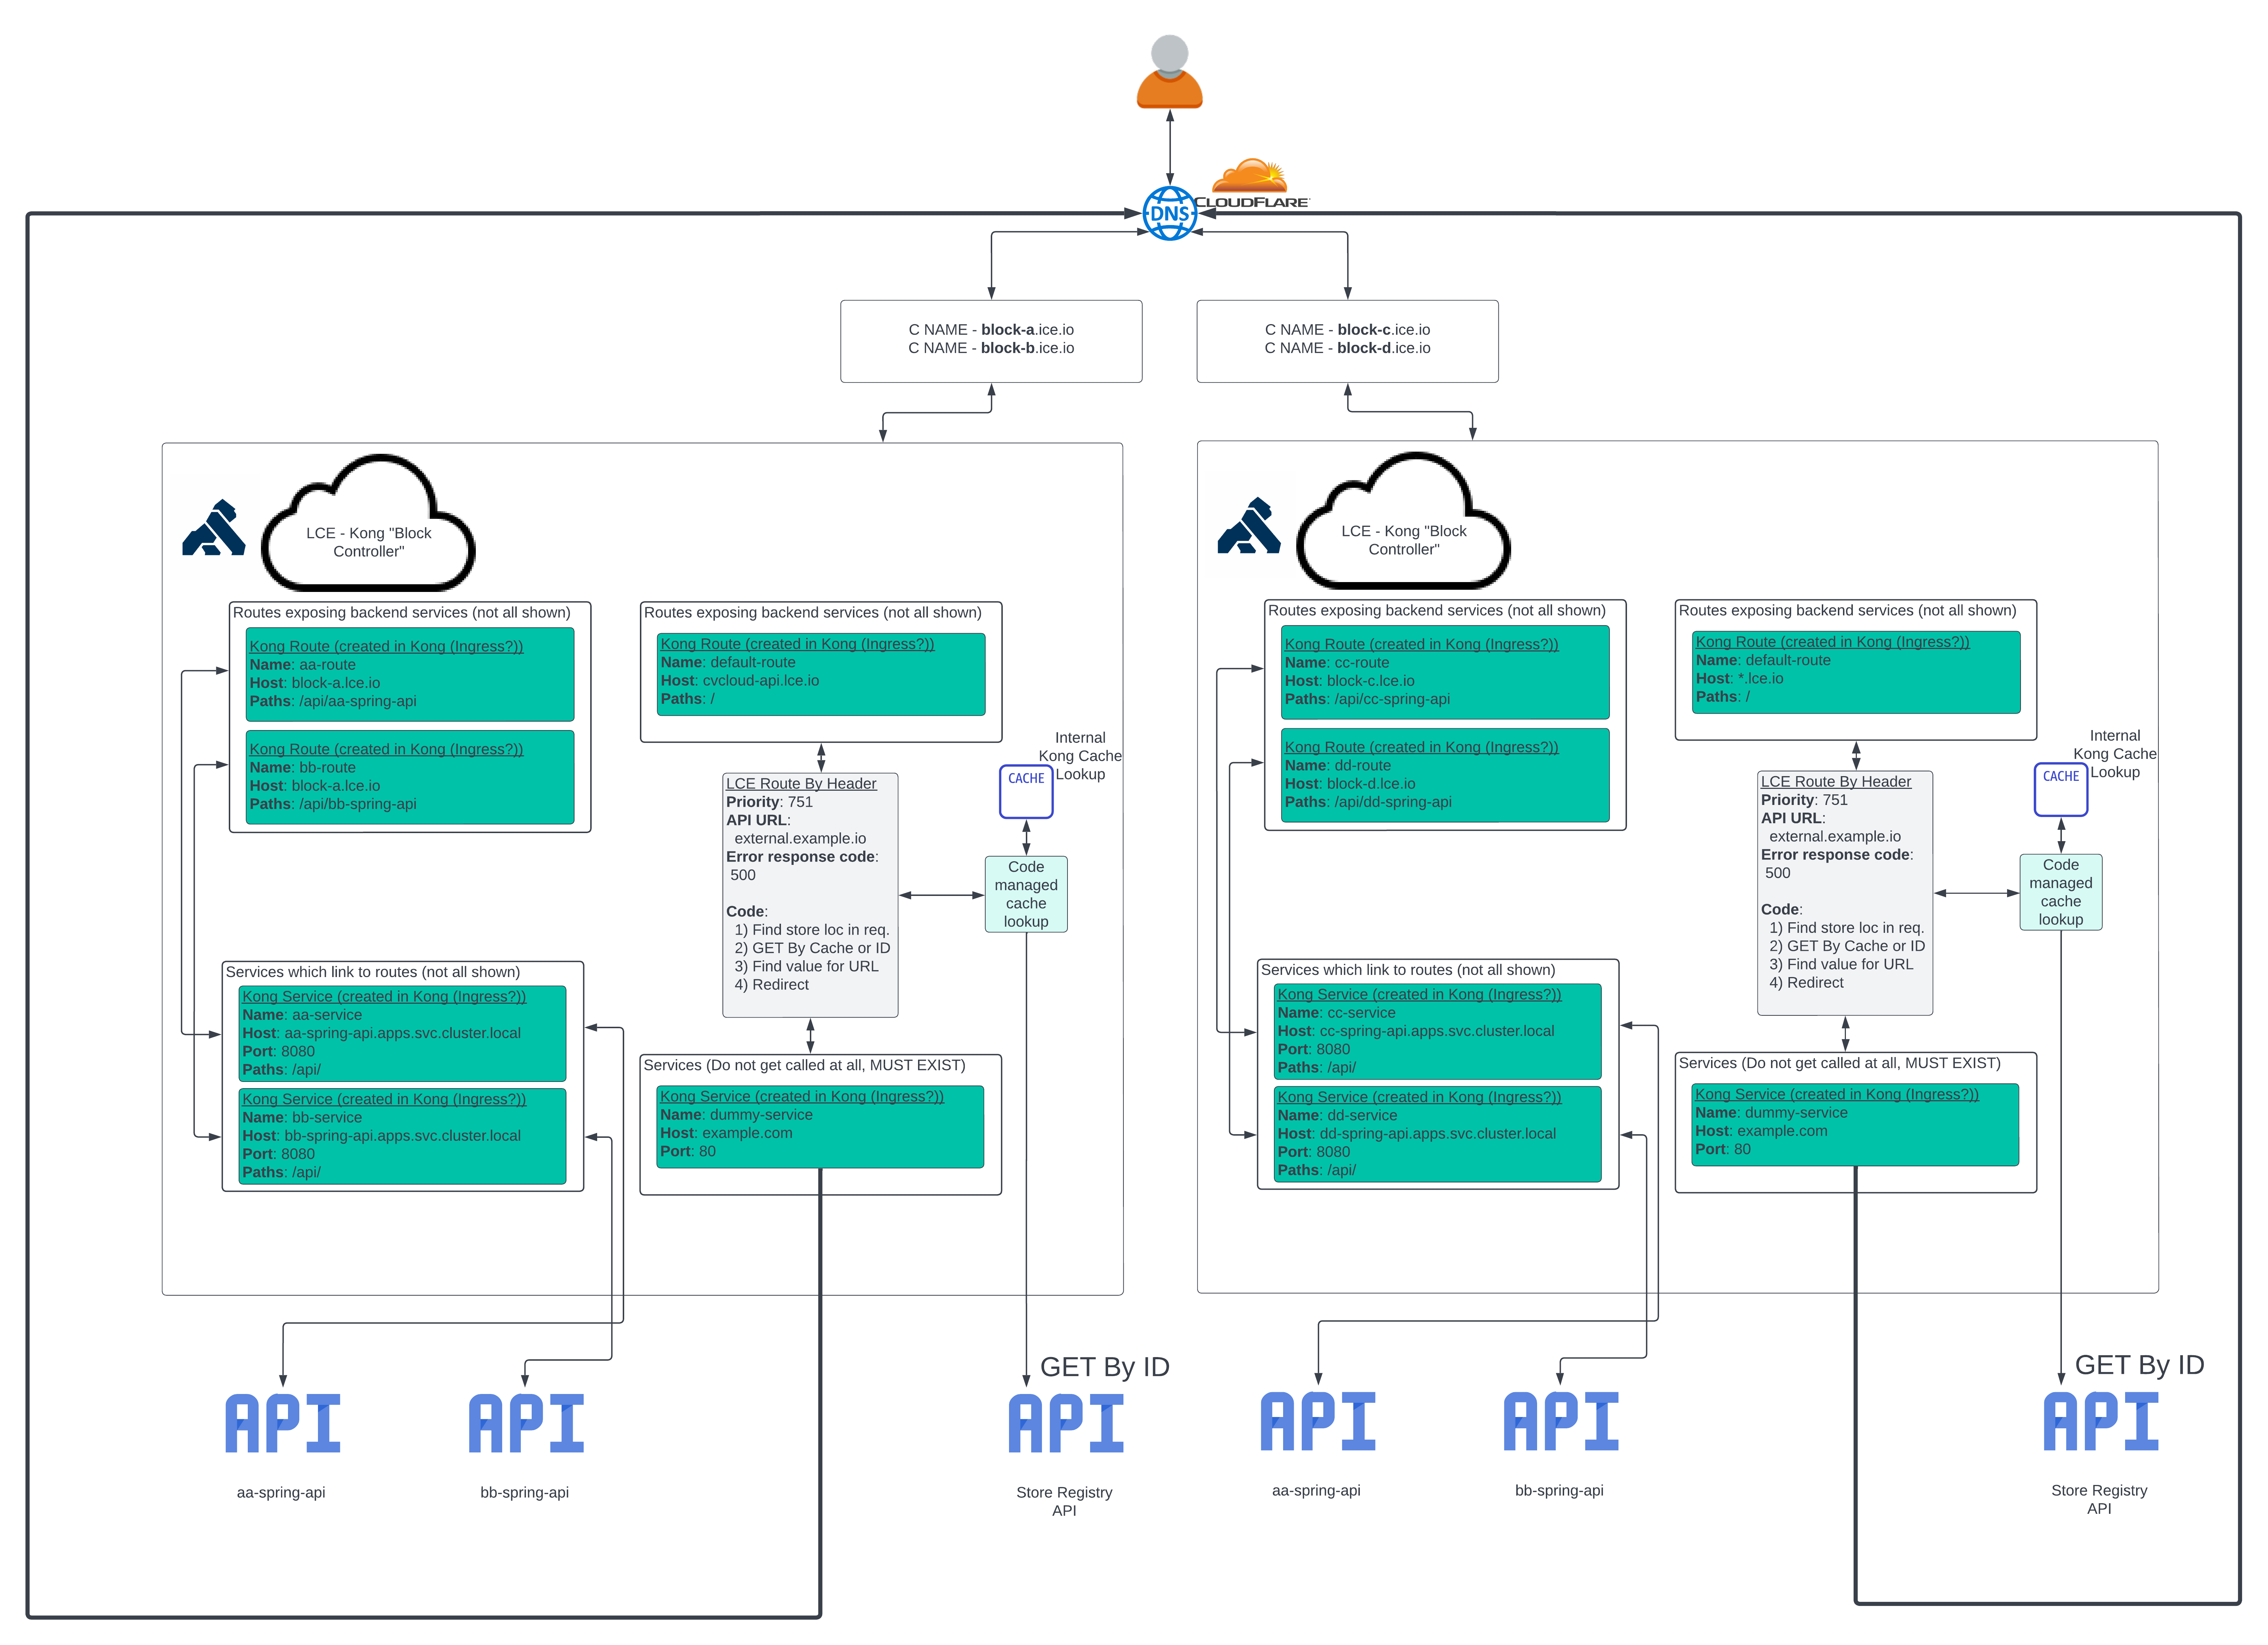 DNS
CLOUDFLARE
C NAME - block-a.ice.io
C NAME - block-b.ice.io
C NAME - block-c.ice.io
C NAME - block-d.ice.io
LCE - Kong "Block
Controller"
Routes exposing backend services (not all shown)
Kong Route (created in Kong (Ingress?))
Name: aa-route
Host: block-a.lce.io
Paths: /api/aa-spring-api
Kong Route (created in Kong (Ingress?))
Name: bb-route
Host: block-a.lce.io
Paths: /api/bb-spring-api
Routes exposing backend services (not all shown)
Kong Route (created in Kong (Ingress?))
Name: default-route
Host: cvcloud-api.lce.io
Paths: /
Internal
Kong Cache
Lookup
CACHE
LCE Route By Header
Priority: 751
API URL:
external.example.io
Error response code:
500
Code:
1) Find store loc in req.
2) GET By Cache or ID
3) Find value for URL
4) Redirect
Code
managed
cache
lookup
Services which link to routes (not all shown)
Kong Service (created in Kong (Ingress?))
Name: aa-service
Host: aa-spring-api.apps.svc.cluster.local
Port: 8080
Paths: /api/
Kong Service (created in Kong (Ingress?))
Name: bb-service
Host: bb-spring-api.apps.svc.cluster.local
Port: 8080
Paths: /api/
Services (Do not get called at all, MUST EXIST)
Kong Service (created in Kong (Ingress?))
Name: dummy-service
Host: example.com
Port: 80
GET By ID
API
API
API
aa-spring-api
bb-spring-api
Store Registry
API
LCE - Kong "Block
Controller"
Routes exposing backend services (not all shown)
Kong Route (created in Kong (Ingress?))
Name: cc-route
Host: block-c.lce.io
Paths: /api/cc-spring-api
Kong Route (created in Kong (Ingress?))
Name: dd-route
Host: block-d.lce.io
Paths: /api/dd-spring-api
Routes exposing backend services (not all shown)
Kong Route (created in Kong (Ingress?))
Name: default-route
Host: *.lce.io
Paths: /
Internal
Kong Cache
Lookup
CACHE
LCE Route By Header
Priority: 751
API URL:
external.example.io
Error response code:
500
Code:
1) Find store loc in req.
2) GET By Cache or ID
3) Find value for URL
4) Redirect
Code
managed
cache
lookup
Services which link to routes (not all shown)
Kong Service (created in Kong (Ingress?))
Name: cc-service
Host: cc-spring-api.apps.svc.cluster.local
Port: 8080
Paths: /api/
Kong Service (created in Kong (Ingress?))
Name: dd-service
Host: dd-spring-api.apps.svc.cluster.local
Port: 8080
Paths: /api/
Services (Do not get called at all, MUST EXIST)
Kong Service (created in Kong (Ingress?))
Name: dummy-service
Host: example.com
Port: 80
GET By ID
API
API
API
aa-spring-api
bb-spring-api
Store Registry
API